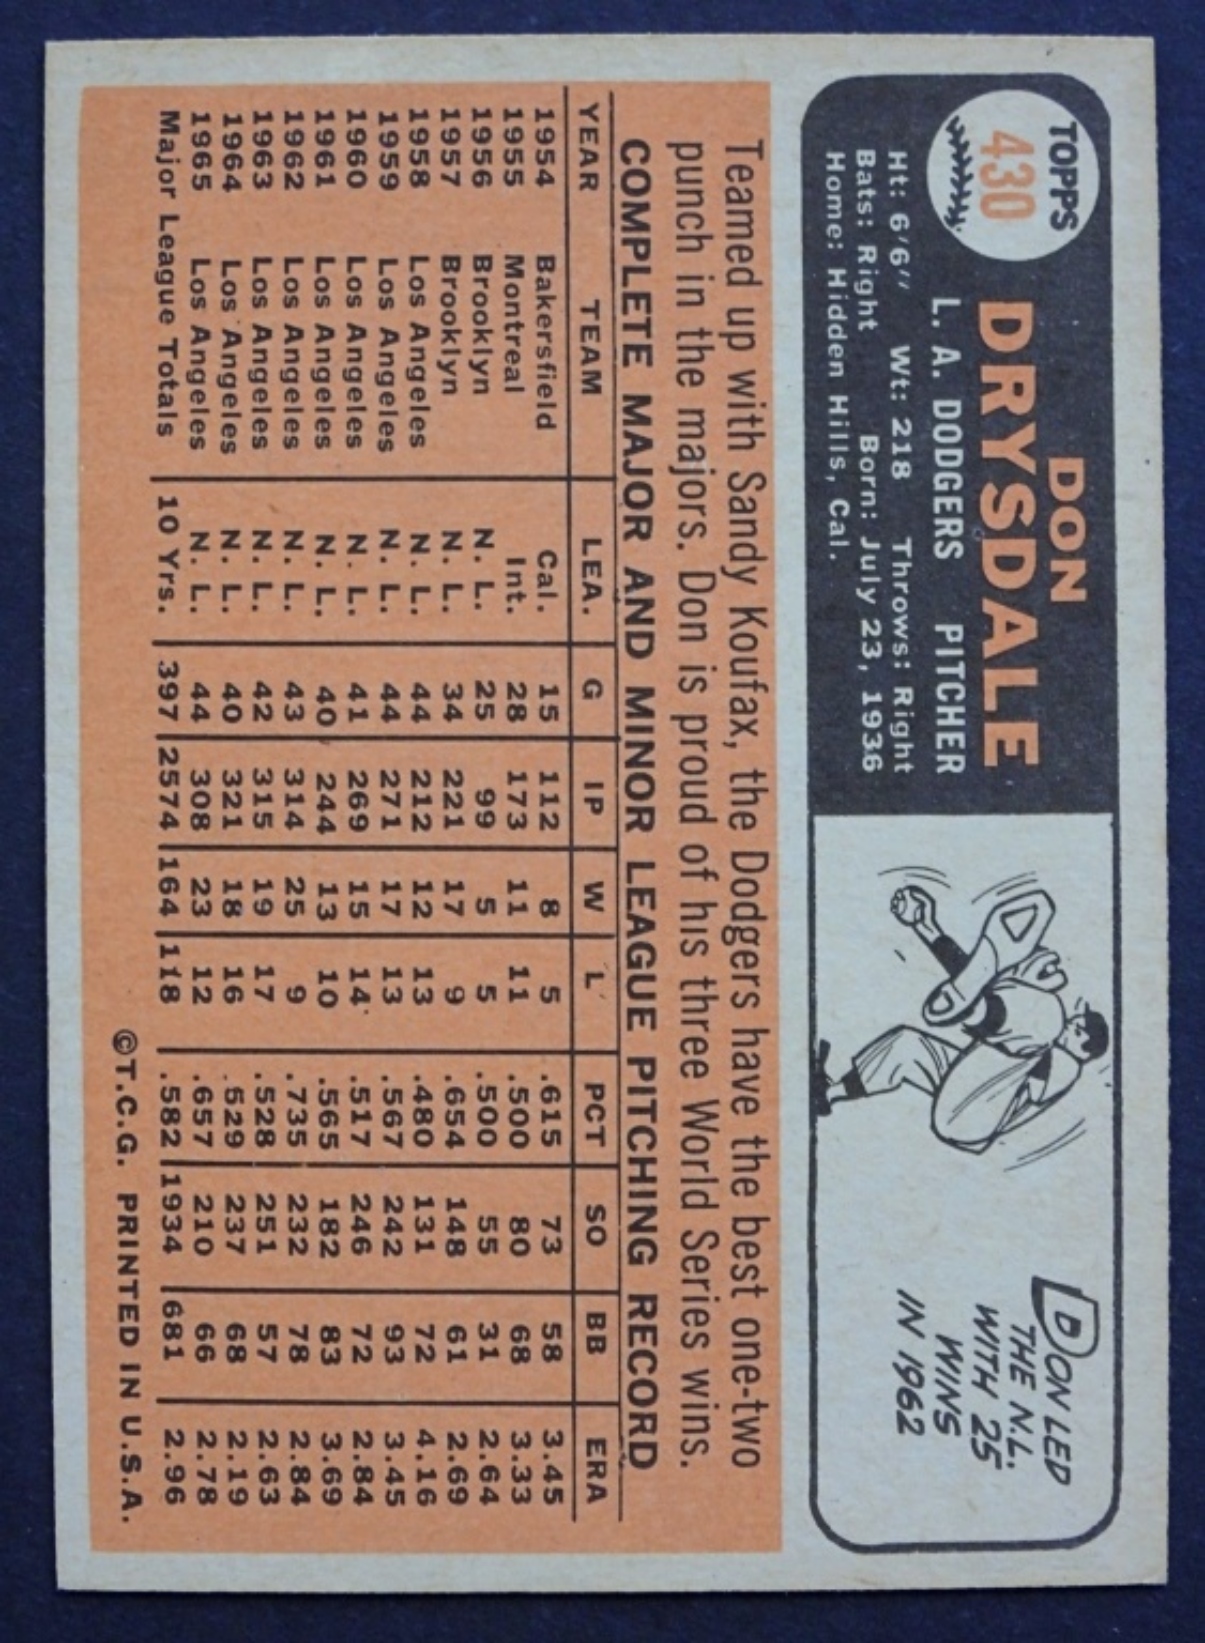 TOPPS
430
DON
DRYSDALE
L. A. DODGERS PITCHER
Ht: 6'6" Wt: 218 Throws: Right
Bats: Right Born: July 23, 1936
Home: Hidden Hills, Cal.
DON LED
THE N.L.
WITH 25
WINS
IN 1962
Teamed up with Sandy Koufax, the Dodgers have the best one-two
punch in the majors. Don is proud of his three World Series wins.
COMPLETE MAJOR AND MINOR LEAGUE PITCHING RECORD
YEAR TEAM LEA. G IP W L PCT SO BB ERA
1954 Bakersfield Cal. 15 112 8 5 .615 73 58 3.45
1955 Montreal Int. 28 173 11 11 .500 80 68 3.33
1956 Brooklyn N. L. 25 99 5 5 .500 55 31 2.64
1957 Brooklyn N. L. 34 221 17 9 .654 148 61 2.69
1958 Los Angeles N. L. 44 212 12 13 .480 131 72 4.16
1959 Los Angeles N. L. 44 271 17 13 .567 242 93 3.45
1960 Los Angeles N. L. 41 269 15 14 .517 246 72 2.84
1961 Los Angeles N. L. 40 244 13 10 .565 182 83 3.69
1962 Los Angeles N. L. 43 314 25 9 .735 232 78 2.84
1963 Los Angeles N. L. 42 315 19 17 .528 251 57 2.63
1964 Los Angeles N. L. 40 321 18 16 .529 237 68 2.19
1965 Los Angeles N. L. 44 308 23 12 .657 210 66 2.78
Major League Totals 10 Yrs. 397 2574 164 118 .582 1934 681 2.96
©T.C.G. PRINTED IN U.S.A.